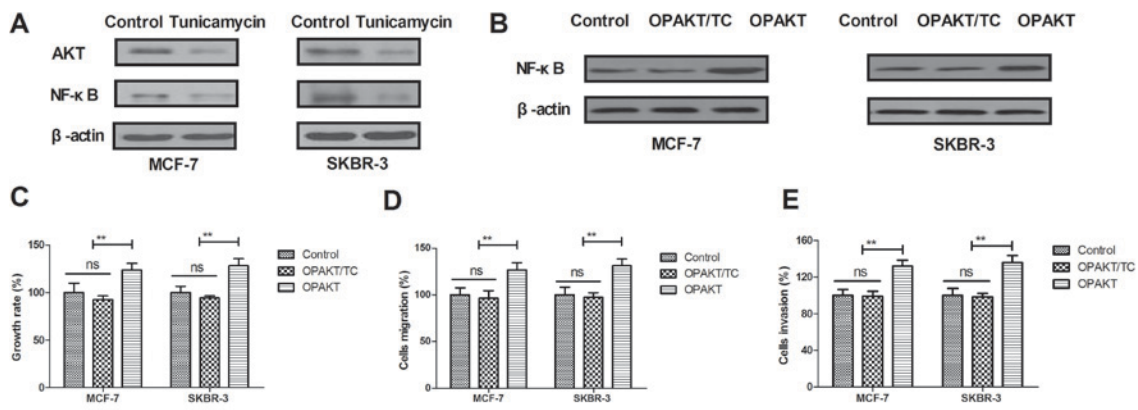 A
Control Tunicamycin
Control Tunicamycin
AKT
NF-κ B
β -actin
MCF-7
SKBR-3
B
Control OPAKT/TC OPAKT
Control OPAKT/TC OPAKT
NF-κ B
β -actin
MCF-7
SKBR-3
C
Growth rate (%)
150
100
50
0
**
ns
**
ns
MCF-7
SKBR-3
Control
OPAKT/TC
OPAKT
D
Cells migration (%)
150
100
50
0
**
ns
**
ns
MCF-7
SKBR-3
Control
OPAKT/TC
OPAKT
E
Cells invasion (%)
160
120
80
40
0
**
ns
**
ns
MCF-7
SKBR-3
Control
OPAKT/TC
OPAKT